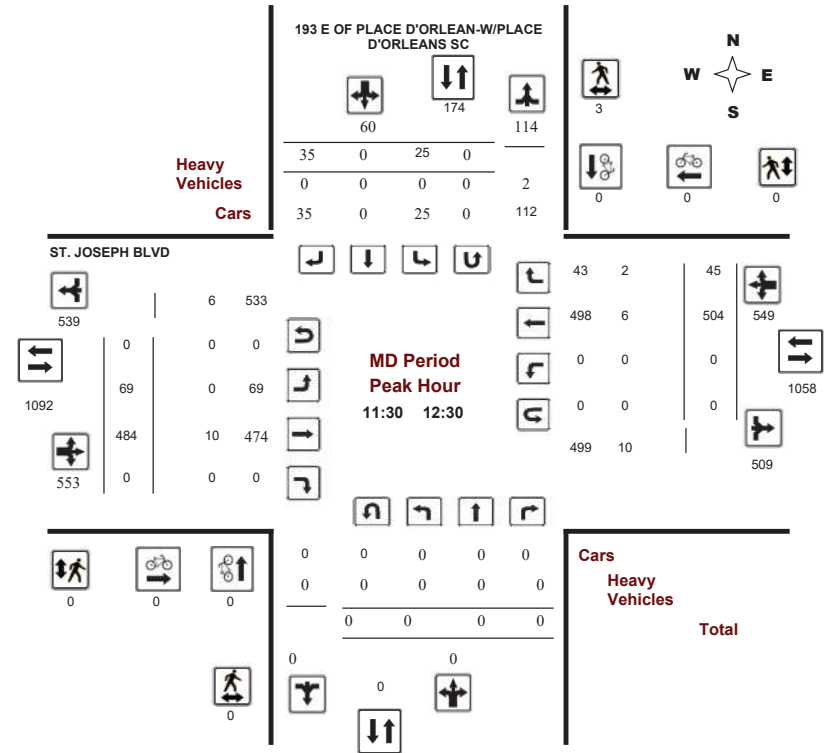 193 E OF PLACE D'ORLEAN-W/PLACE
D'ORLEANS SC
N
W E
S
174
3
60 114
35 0 25 0
Heavy
Vehicles
0 0 0 0 2
0 0 0
Cars
35 0 25 0 112
ST. JOSEPH BLVD
539
6 533
43 2 45
498 6 504 549
0 0 0
1092
69 0 69
0 0 0
1058
0 0 0
484 10 474
553
0 0 0
499 10
509
MD Period
Peak Hour
11:30 12:30
0 0 0 0 0
Cars
0 0 0 0 0
Heavy
Vehicles
0 0 0 0
Total
0 0
0
0 0 0
0